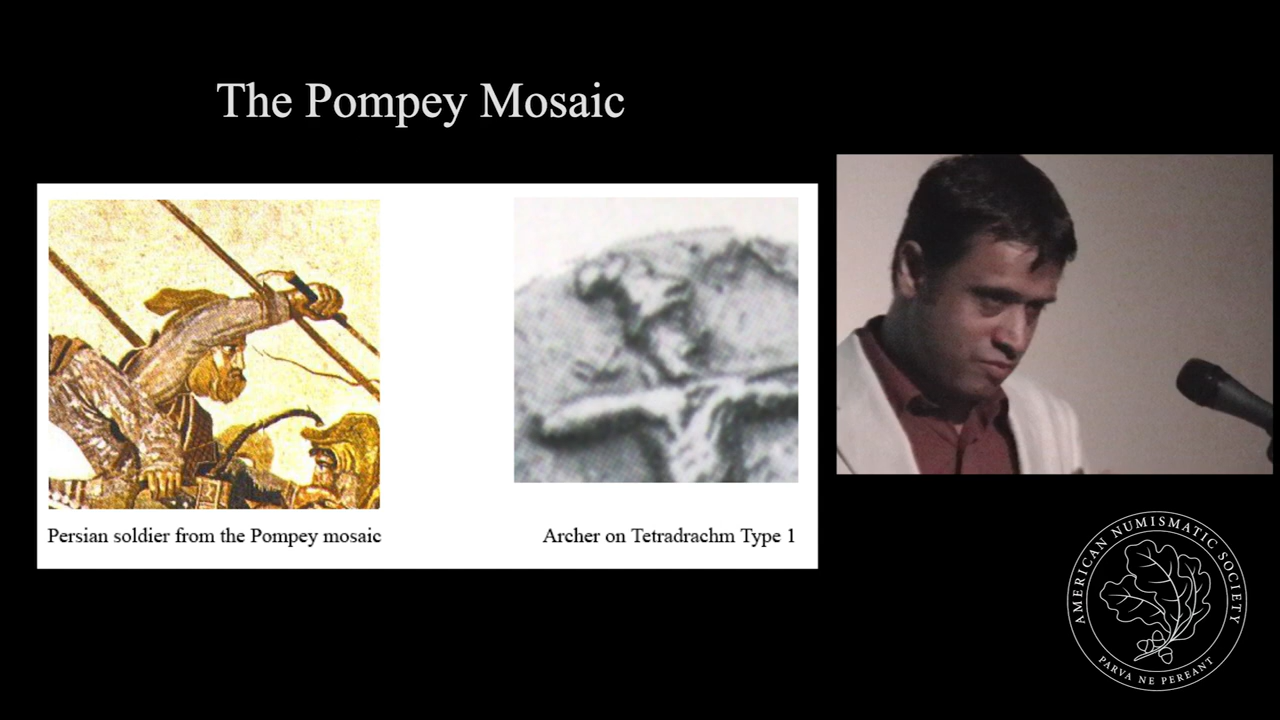 The Pompey Mosaic
Persian soldier from the Pompey mosaic
Archer on Tetradrachm Type 1
AMERICAN NUMISMATIC SOCIETY
PARVA NE PEREANT